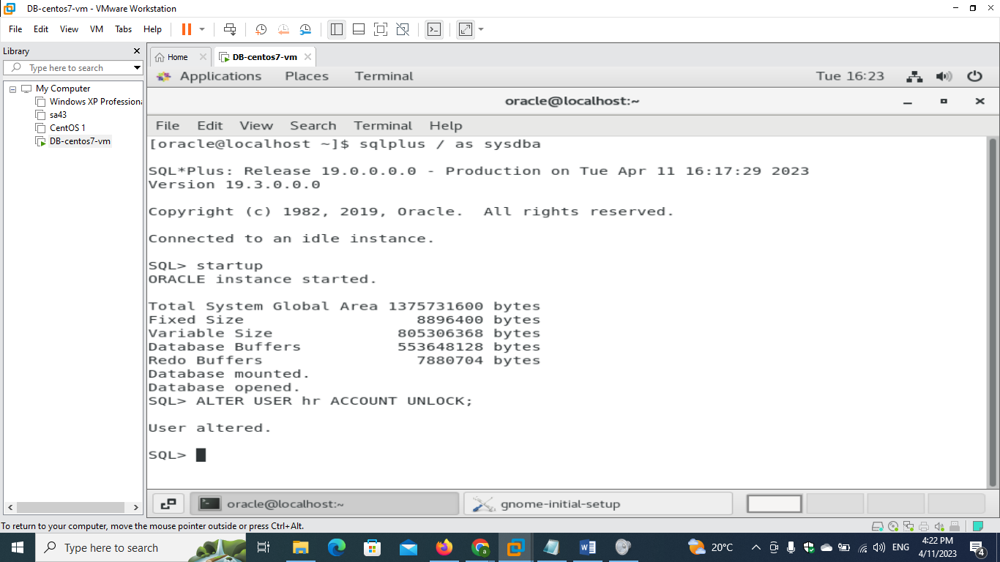 DB-centos7-vm - VMware Workstation
File Edit View VM Tabs Help
Library
Type here to search
My Computer
Windows XP Professiona
sa43
CentOS 1
DB-centos7-vm
Home
DB-centos7-vm
Applications Places Terminal
Tue 16:23
oracle@localhost:~
File Edit View Search Terminal Help
[oracle@localhost ~]$ sqlplus / as sysdba
SQL*Plus: Release 19.0.0.0.0 - Production on Tue Apr 11 16:17:29 2023
Version 19.3.0.0.0
Copyright (c) 1982, 2019, Oracle.  All rights reserved.
Connected to an idle instance.
SQL> startup
ORACLE instance started.
Total System Global Area 1375731600 bytes
Fixed Size                  8896400 bytes
Variable Size             805306368 bytes
Database Buffers          553648128 bytes
Redo Buffers                7880704 bytes
Database mounted.
Database opened.
SQL> ALTER USER hr ACCOUNT UNLOCK;
User altered.
SQL>
oracle@localhost:~
gnome-initial-setup
To return to your computer, move the mouse pointer outside or press Ctrl+Alt.
Type here to search
20°C
ENG
4:22 PM
4/11/2023
4